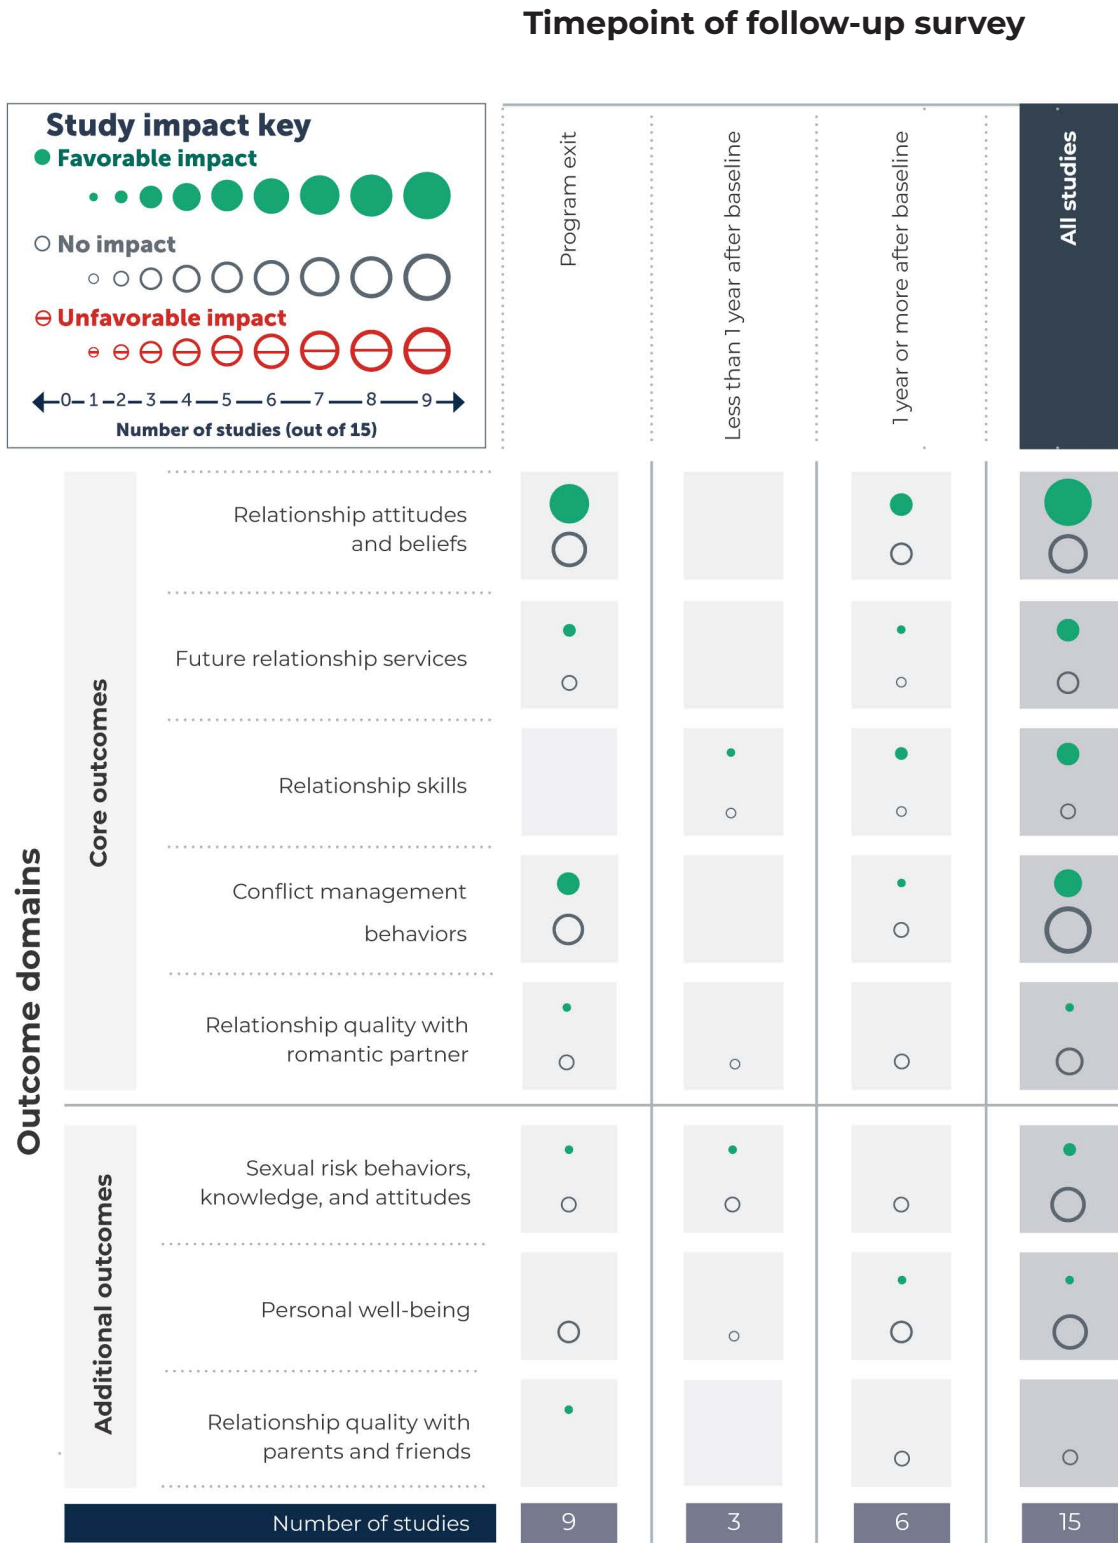 Timepoint of follow-up survey
Study impact key
Favorable impact
No impact
Unfavorable impact
0 1 2 3 4 5 6 7 8 9
Number of studies (out of 15)
Program exit
Less than 1 year after baseline
1 year or more after baseline
All studies
Outcome domains
Core outcomes
Relationship attitudes
and beliefs
Future relationship services
Relationship skills
Conflict management
behaviors
Relationship quality with
romantic partner
Additional outcomes
Sexual risk behaviors,
knowledge, and attitudes
Personal well-being
Relationship quality with
parents and friends
Number of studies 9 3 6 15